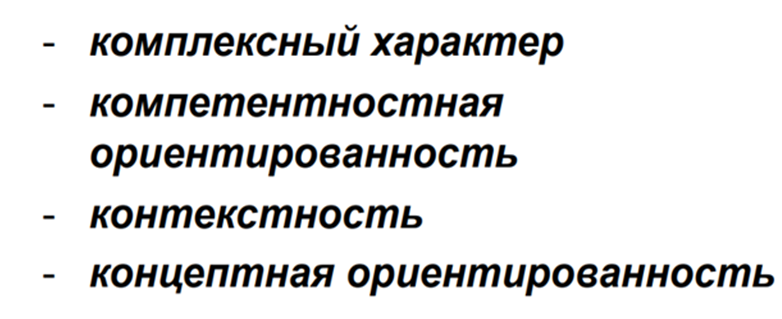 - комплексный характер
- компетентностная
ориентированность
- контекстность
- концептная ориентированность